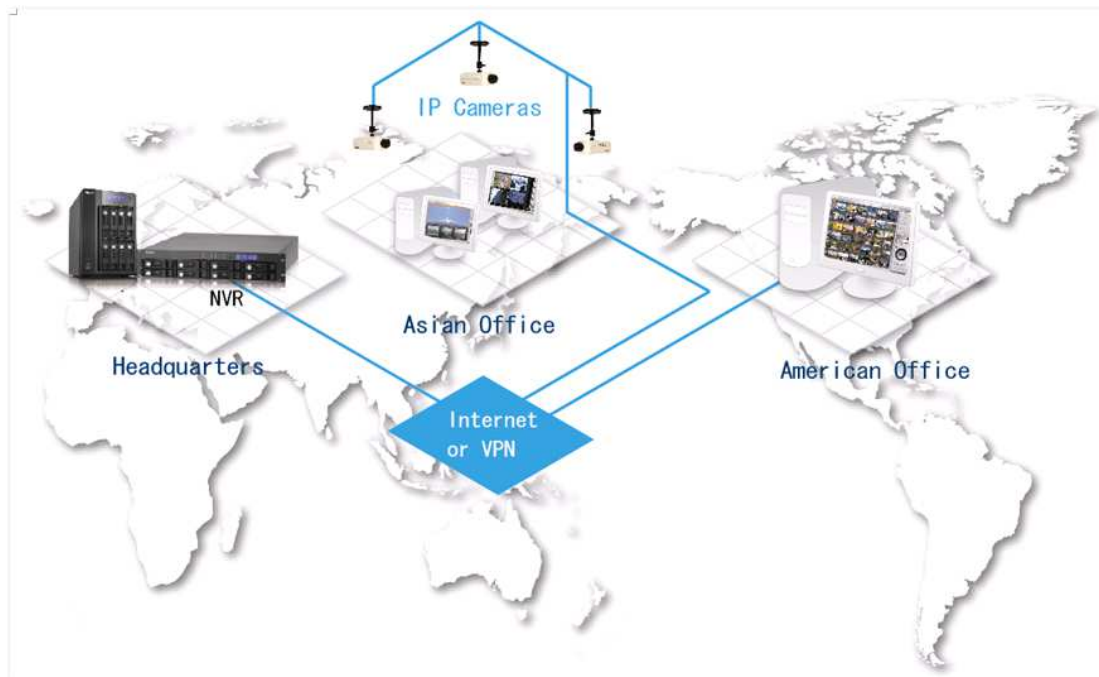 IP Cameras
NVR
Asian Office
Headquarters
American Office
Internet
or VPN